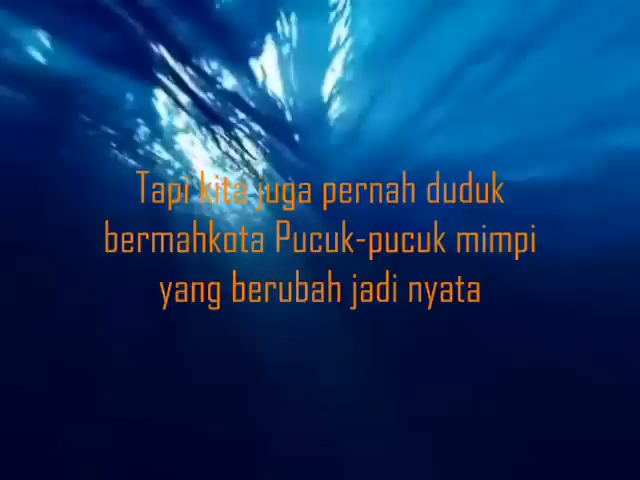 Tapi kita juga pernah duduk
bermahkota Pucuk-pucuk mimpi
yang berubah jadi nyata